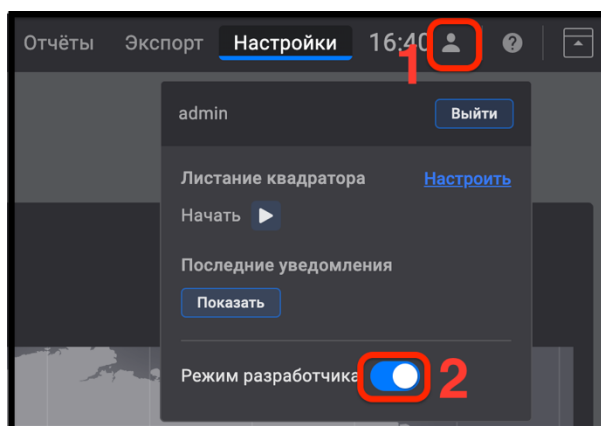 Отчёты Экспорт Настройки 16:40
1
admin Выйти
Листание квадратора Настроить
Начать
Последние уведомления
Показать
Режим разработчика 2